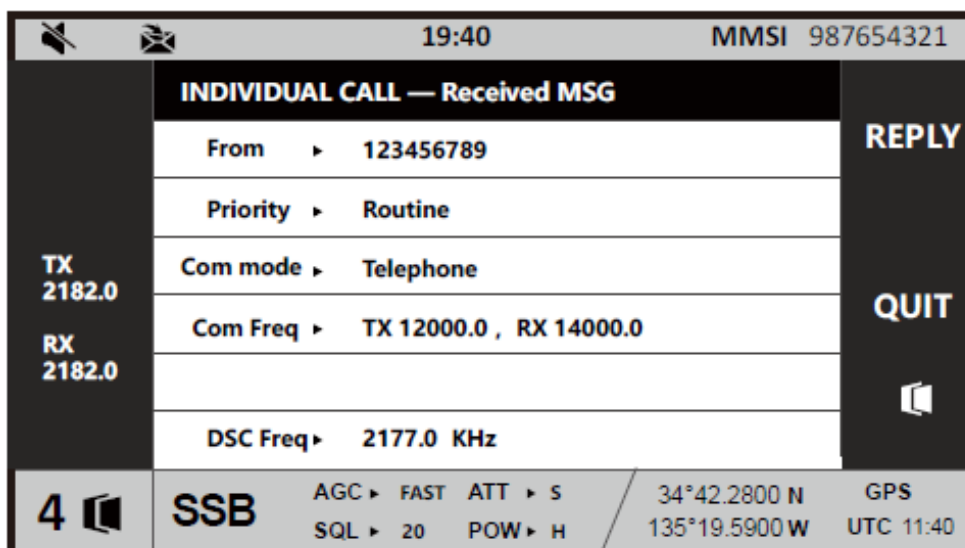 19:40 MMSI 987654321
INDIVIDUAL CALL — Received MSG
From ▸ 123456789
Priority ▸ Routine
Com mode ▸ Telephone
Com Freq ▸ TX 12000.0 , RX 14000.0
DSC Freq ▸ 2177.0 KHz
TX
2182.0
RX
2182.0
REPLY
QUIT
4 SSB
AGC ▸ FAST ATT ▸ S
SQL ▸ 20 POW ▸ H
34°42.2800 N
135°19.5900 W
GPS
UTC 11:40